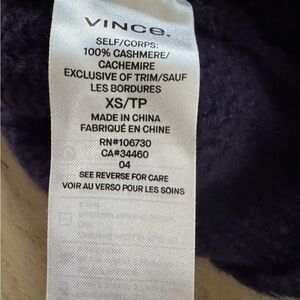 VINCE.
SELF/CORPS:
100% CASHMERE/
CACHEMIRE
EXCLUSIVE OF TRIM/SAUF
LES BORDURES
XS/TP
MADE IN CHINA
FABRIQUÉ EN CHINE
RN#106730
CA#34460
04
SEE REVERSE FOR CARE
VOIR AU VERSO POUR LES SOINS